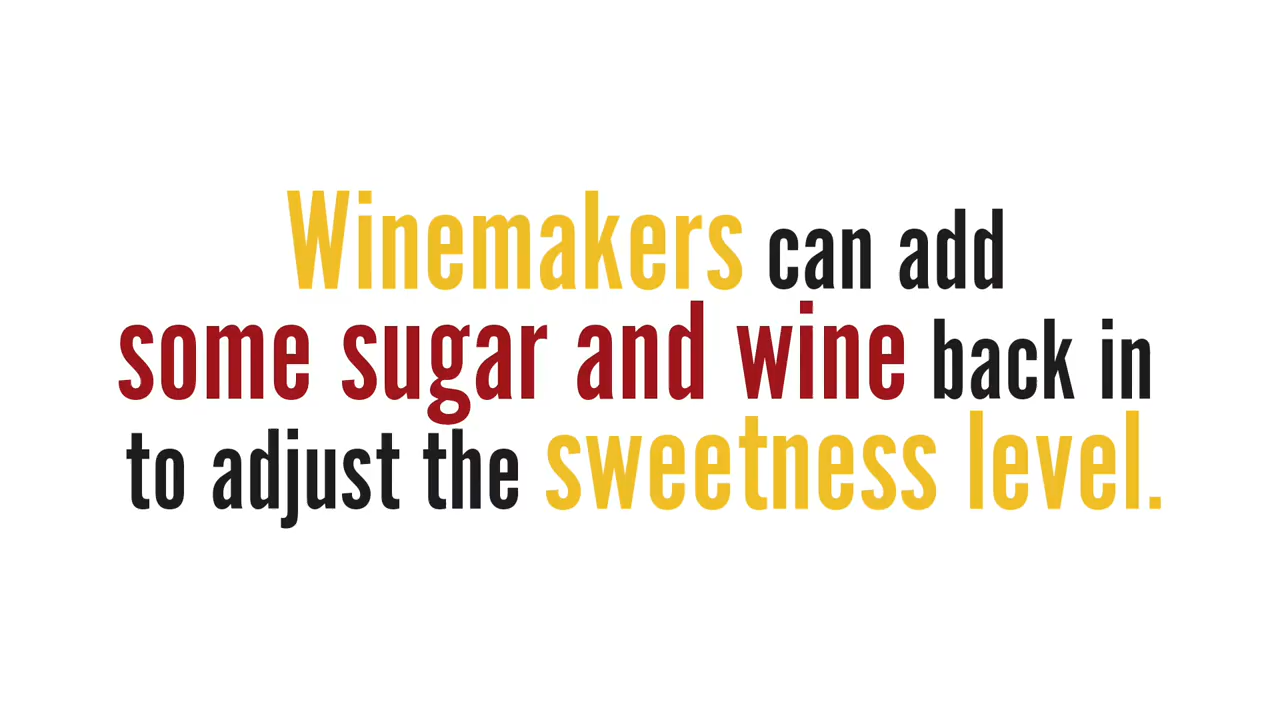 Winemakers can add
some sugar and wine back in
to adjust the sweetness level.